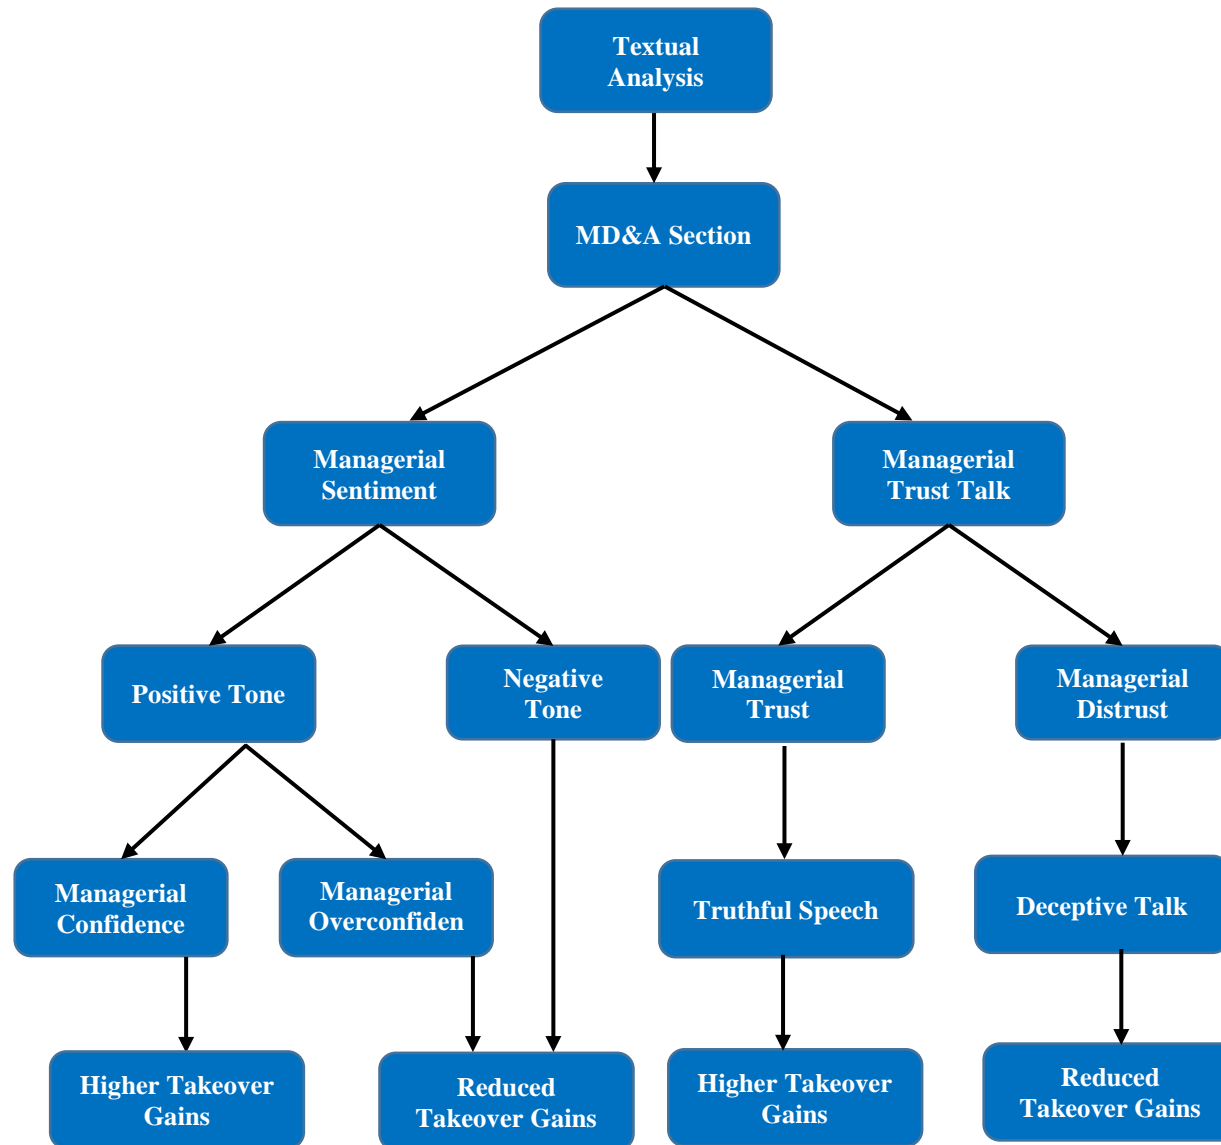 Textual
Analysis
MD&A Section
Managerial
Sentiment
Managerial
Trust Talk
Positive Tone
Negative
Tone
Managerial
Trust
Managerial
Distrust
Managerial
Confidence
Managerial
Overconfiden
Truthful Speech
Deceptive Talk
Higher Takeover
Gains
Reduced
Takeover Gains
Higher Takeover
Gains
Reduced
Takeover Gains